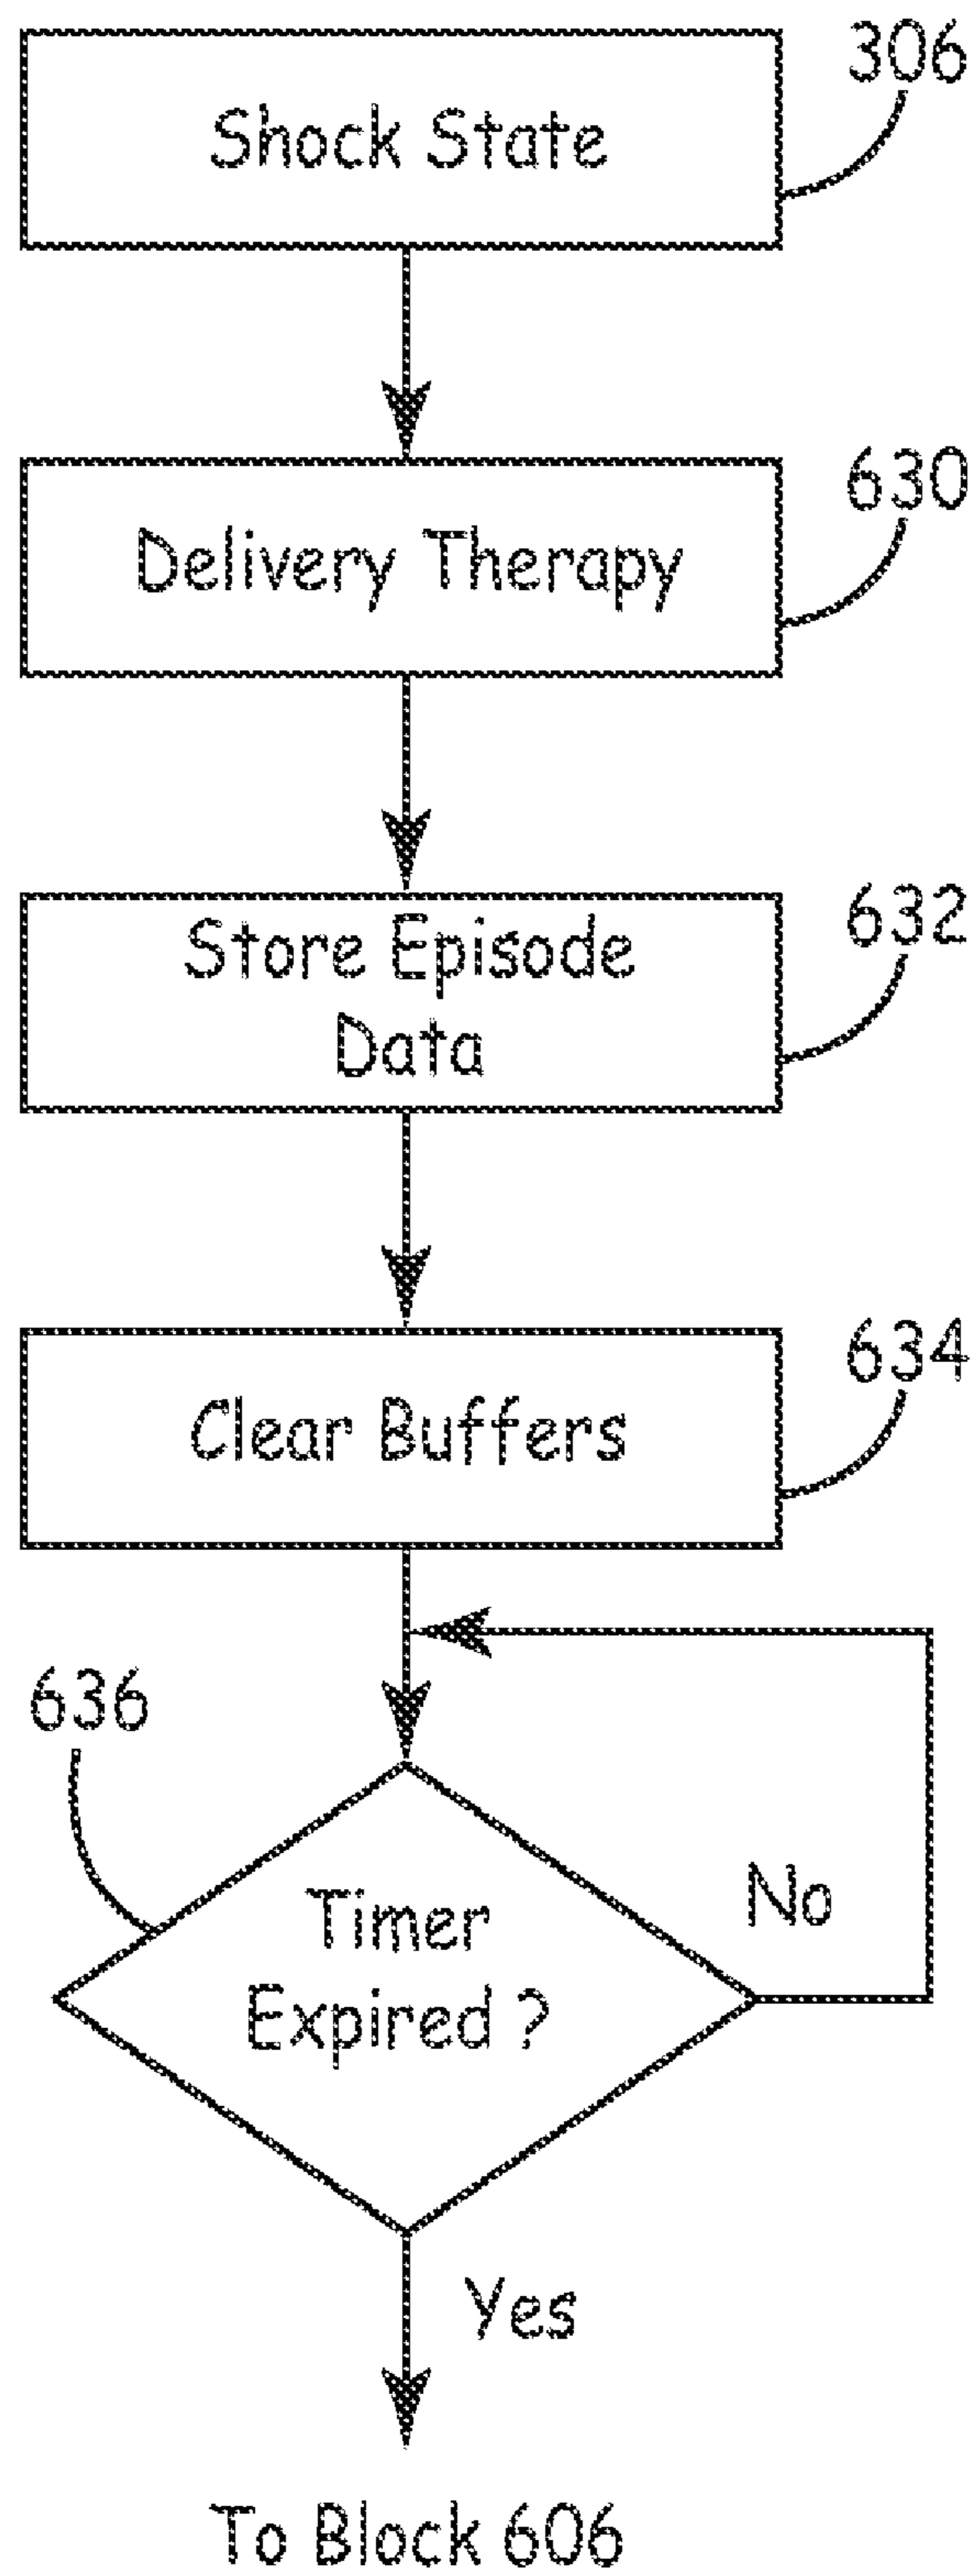 306
Shock State
630
Delivery Therapy
632
Store Episode
Data
634
Clear Buffers
636
Timer
Expired ?
No
Yes
To Block 606